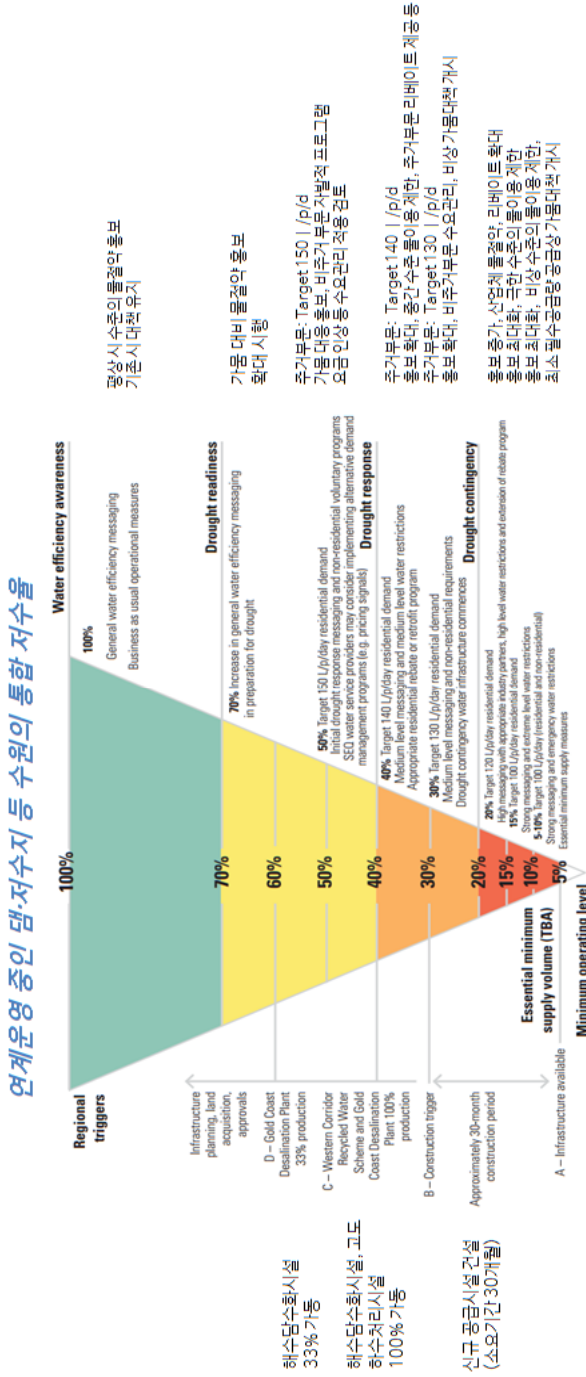 연계운영 중인 댐·저수지 등 수원의 통합 저수율
Regional
triggers
Water efficiency awareness
100%
100%
General water efficiency messaging
Business as usual operational measures
평상시 수준의 물절약 홍보
기존시 대책 유지
Infrastructure
planning, land
acquisition,
approvals
70%
Drought readiness
70% Increase in general water efficiency messaging
in preparation for drought
가뭄 대비 물절약 홍보
확대 시행
해수담수화시설
33% 가동
D – Gold Coast
Desalination Plant
33% production
60%
50%
50% Target 150 L/p/day residential demand
Initial drought response messaging and non-residential voluntary programs
SEQ water service providers may consider implementing alternative demand
management programs (e.g. pricing signals)
주거부문: Target 150 l /p/d
가뭄 대응 홍보, 비주거 부문 자발적 프로그램
요금 인상 등 수요관리 적용 검토
해수담수화시설, 고도
하수처리시설
100% 가동
C – Western Corridor
Recycled Water
Scheme and Gold
Coast Desalination
Plant 100%
production
40%
Drought response
40% Target 140 L/p/day residential demand
Medium level messaging and medium level water restrictions
Appropriate residential rebate or retrofit program
주거부문: Target 140 l /p/d
홍보 확대, 중간 수준 물이용 제한, 주거부문 리베이트 제공 등
B – Construction trigger
30%
30% Target 130 L/p/day residential demand
Medium level messaging and non-residential requirements
Drought contingency water infrastructure commences
주거부문: Target 130 l /p/d
홍보 확대, 비주거부문 수요관리, 비상 가뭄대책 개시
신규 공급시설 건설
(소요기간 30개월)
Approximately 30-month
construction period
20%
Drought contingency
20% Target 120 L/p/day residential demand
High messaging with appropriate industry partners, high level water restrictions and extension of rebate program
15%
15% Target 100 L/p/day residential demand
Strong messaging and extreme level water restrictions
10%
5-10% Target 100 L/p/day (residential and non-residential)
Strong messaging and emergency water restrictions
Essential minimum supply measures
홍보 증가, 산업체 물절약, 리베이트 확대
홍보 최대화, 극한 수준의 물이용 제한
홍보 최대화, 비상 수준의 물이용 제한,
최소 필수공급량 공급상 가뭄대책 개시
Essential minimum
supply volume (TBA)
A – Infrastructure available
5%
Minimum operating level